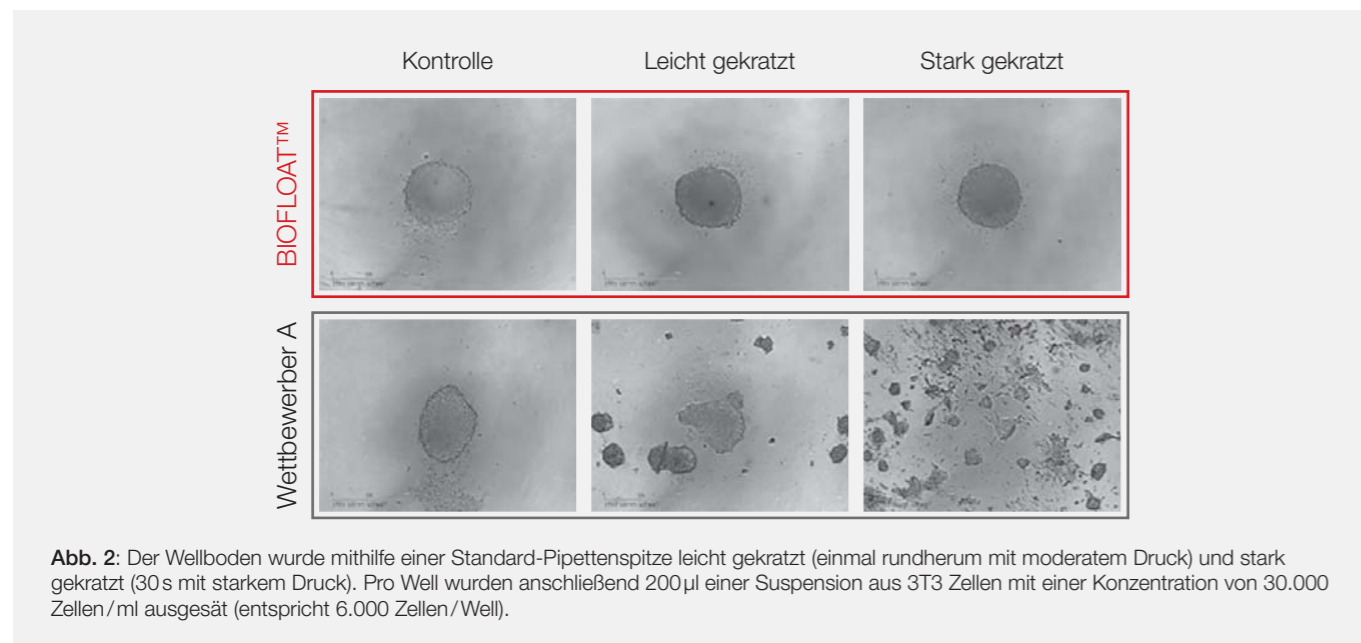 Kontrolle
Leicht gekratzt
Stark gekratzt
BIOFLOAT™
Wettbewerber A
Abb. 2: Der Wellboden wurde mithilfe einer Standard-Pipettenspitze leicht gekratzt (einmal rundherum mit moderatem Druck) und stark
gekratzt (30 s mit starkem Druck). Pro Well wurden anschließend 200 µl einer Suspension aus 3T3 Zellen mit einer Konzentration von 30.000
Zellen / ml ausgesät (entspricht 6.000 Zellen / Well).